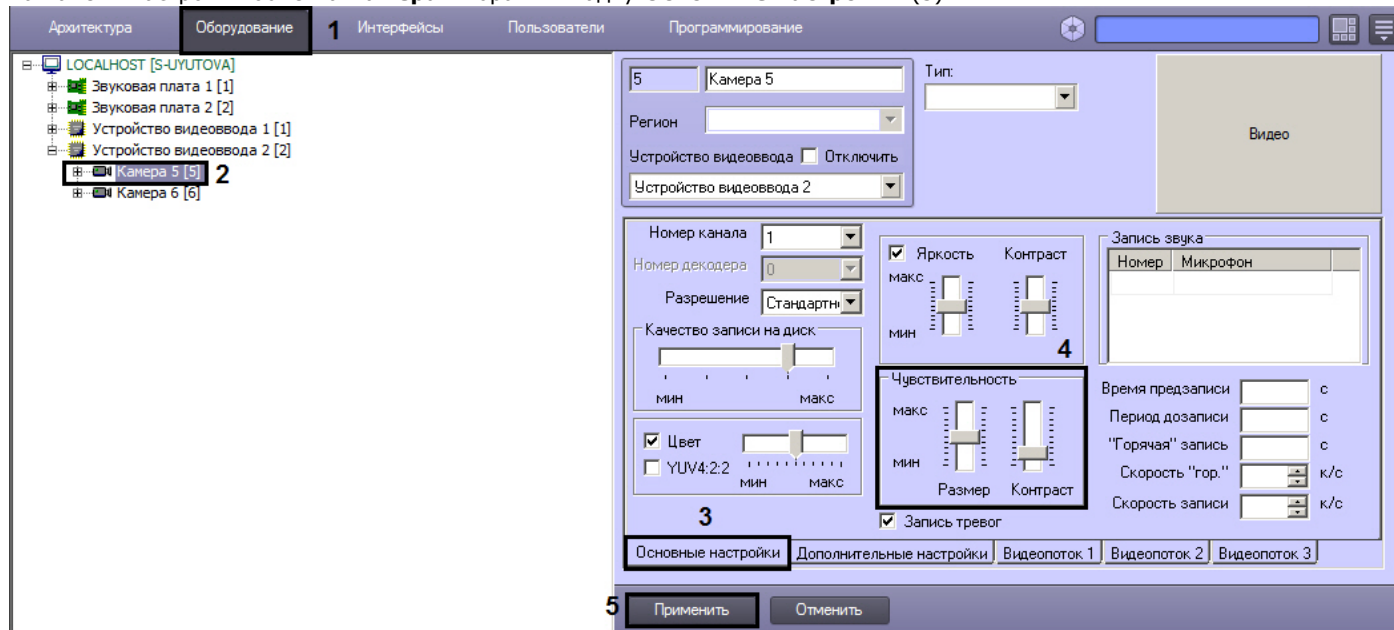 Архитектура Оборудование 1 Интерфейсы Пользователи Программирование
LOCALHOST [S-UYUTOVA]
Звуковая плата 1 [1]
Звуковая плата 2 [2]
Устройство видеоввода 1 [1]
Устройство видеоввода 2 [2]
Камера 5 [5] 2
Камера 6 [6]
5 Камера 5
Тип:
Регион
Устройство видеоввода Отключить
Устройство видеоввода 2
Видео
Номер канала 1
Номер декодера 0
Разрешение Стандартн
Качество записи на диск
мин макс
Цвет
YUV4:2:2
мин макс
3
Яркость Контраст
макс
мин
4
Чувствительность
макс
мин
Размер Контраст
Запись тревог
Запись звука
Номер Микрофон
Время предзаписи с
Период дозаписи с
"Горячая" запись с
Скорость "гор." к/с
Скорость записи к/с
Основные настройки Дополнительные настройки Видеопоток 1 Видеопоток 2 Видеопоток 3
5 Применить Отменить